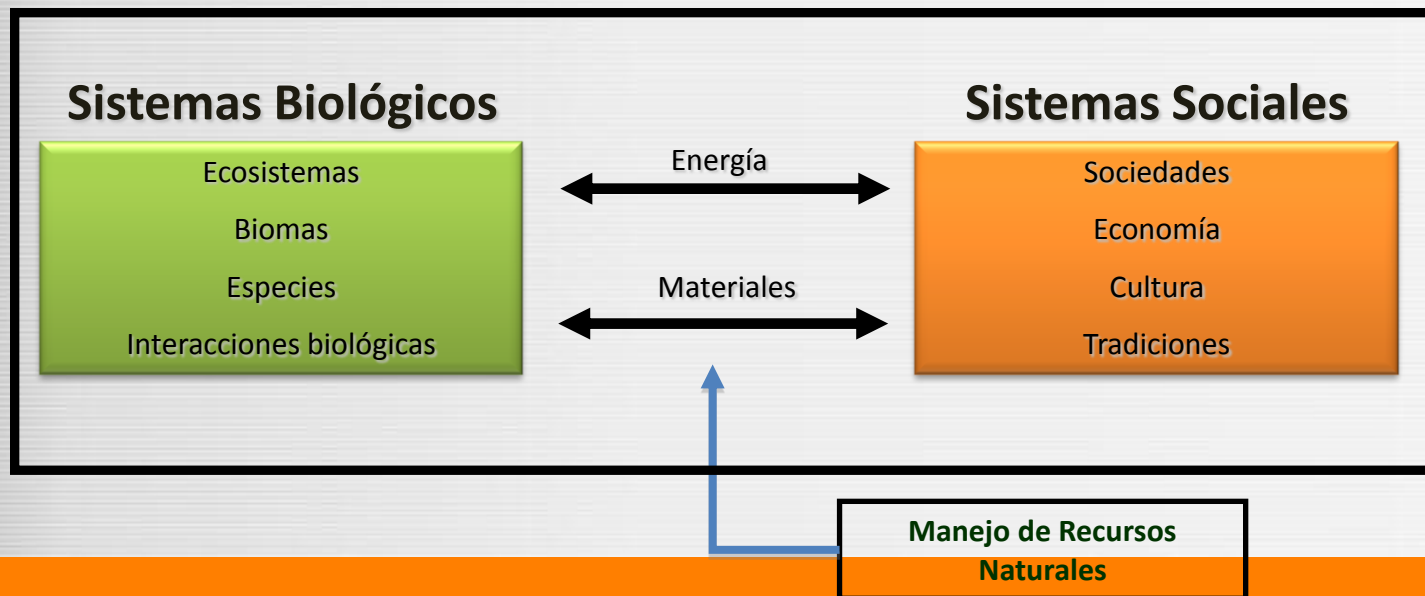 Sistemas Biológicos
Ecosistemas
Biomas
Especies
Interacciones biológicas
Energía
Materiales
Sistemas Sociales
Sociedades
Economía
Cultura
Tradiciones
Manejo de Recursos
Naturales